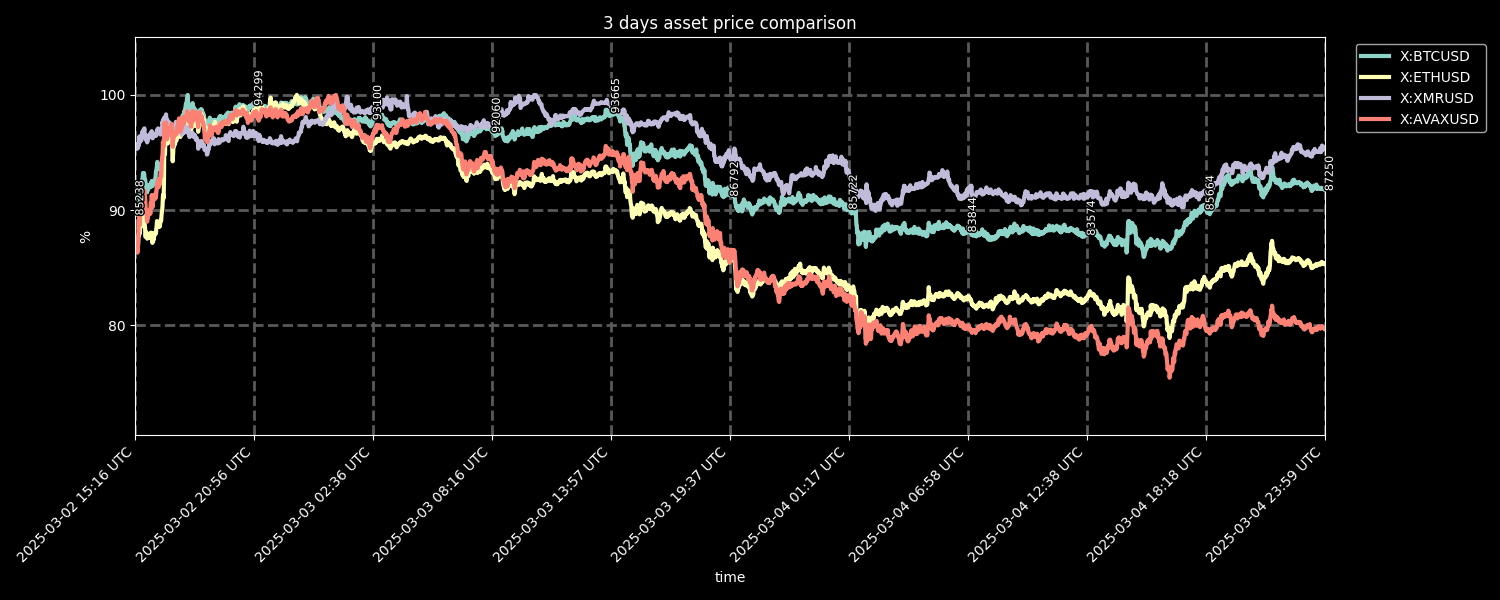 3 days asset price comparison
X:BTCUSD
X:ETHUSD
X:XMRUSD
X:AVAXUSD
100
90
80
%
85238
94299
93100
92060
93665
86792
85722
83844
83574
85664
87250
2025-03-02 15:16 UTC
2025-03-02 20:56 UTC
2025-03-03 02:36 UTC
2025-03-03 08:16 UTC
2025-03-03 13:57 UTC
2025-03-03 19:37 UTC
2025-03-04 01:17 UTC
2025-03-04 06:58 UTC
2025-03-04 12:38 UTC
2025-03-04 18:18 UTC
2025-03-04 23:59 UTC
time